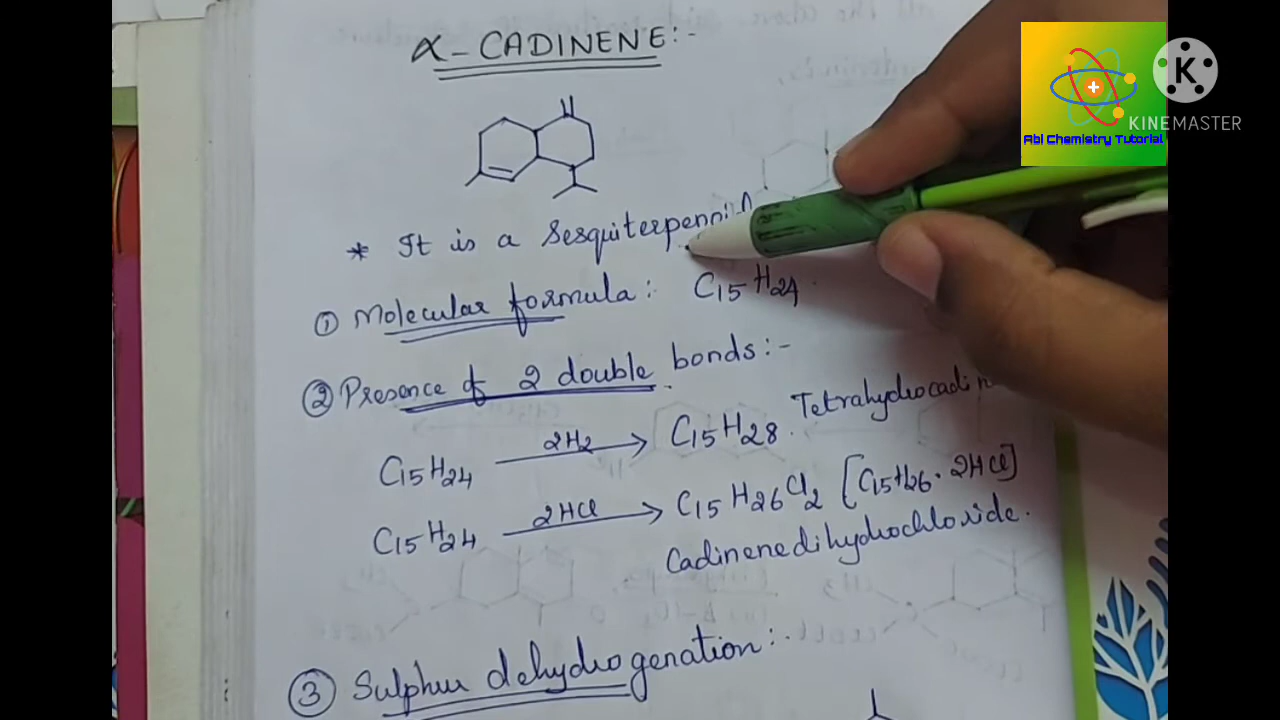 α-CADINENE:-
KINEMASTER
Abi Chemistry Tutorial
* It is a Sesquiterpen
① Molecular formula: C15H24.
② Presence of 2 double bonds:-
C15H24 2H2 → C15H28. Tetrahydrocadin
C15H24 2HCl → C15H26Cl2 [C15H26. 2HCl]
Cadinenedihydrochloride.
③ Sulphur dehydrogenation:-